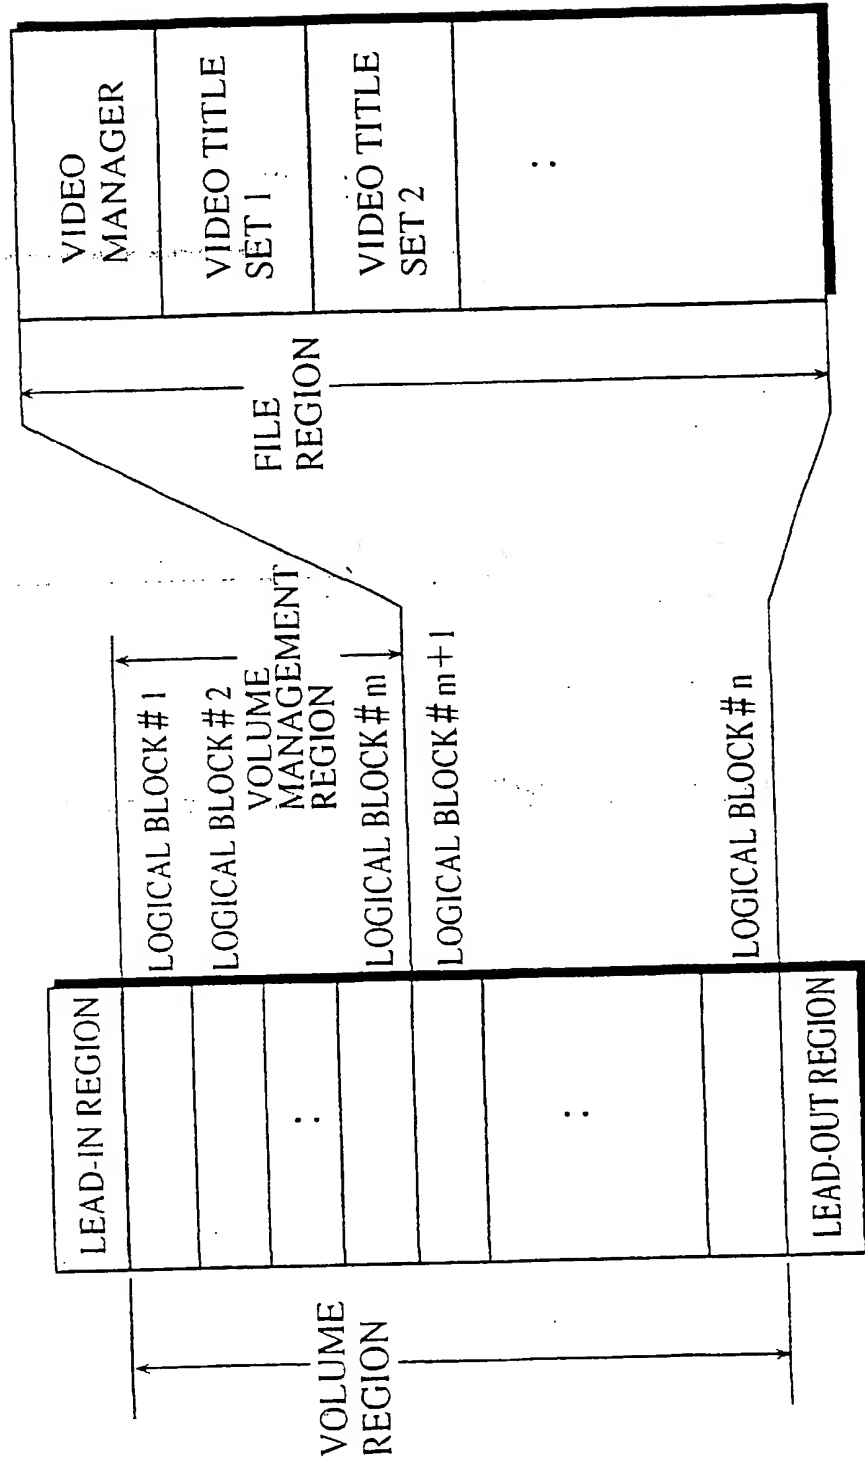 VOLUME
REGION
LEAD-IN REGION
:
:
LEAD-OUT REGION
LOGICAL BLOCK#1
LOGICAL BLOCK#2
VOLUME
MANAGEMENT
REGION
LOGICAL BLOCK#m
LOGICAL BLOCK#m+1
LOGICAL BLOCK#n
FILE
REGION
VIDEO
MANAGER
VIDEO TITLE
SET 1
VIDEO TITLE
SET 2
: